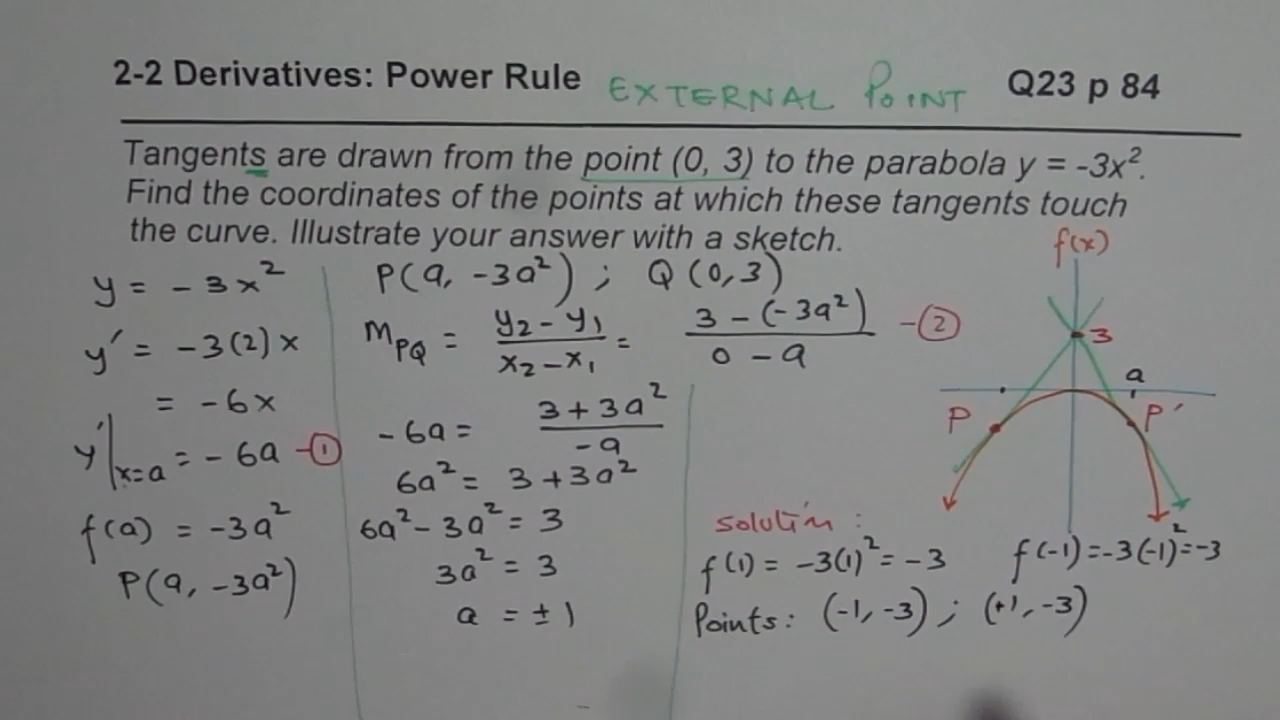 2-2 Derivatives: Power Rule EXTERNAL POINT Q23 p 84
Tangents are drawn from the point (0, 3) to the parabola y = -3x².
Find the coordinates of the points at which these tangents touch
the curve. Illustrate your answer with a sketch.
y = -3x²
y′ = -3(2)x
= -6x
y′|x=a = -6a -①
f(a) = -3a²
P(a, -3a²)
P(a, -3a²) ; Q(0,3)
mPQ = y₂-y₁/x₂-x₁ = 3-(-3a²)/0-a -②
-6a = 3+3a²/-a
6a² = 3+3a²
6a²-3a² = 3
3a² = 3
a = ±1
f(x)
3
a
P P′
Solutin :
f(1) = -3(1)² = -3 f(-1)=-3(-1)²=-3
Points: (-1, -3) ; (+1, -3)